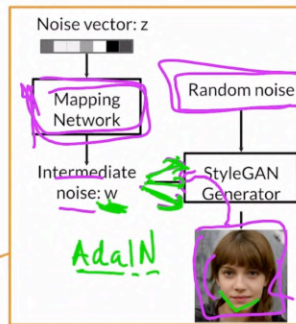 Noise vector: z
Mapping
Network
Random noise
Intermediate
noise: w
StyleGAN
Generator
AdaIN